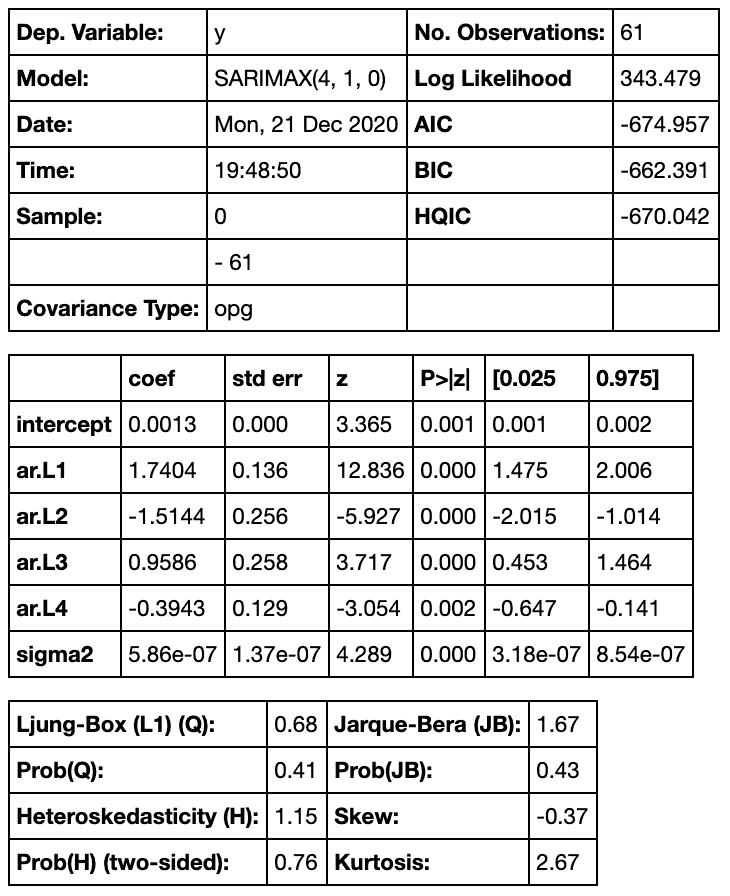 Dep. Variable: y No. Observations: 61
Model: SARIMAX(4, 1, 0) Log Likelihood 343.479
Date: Mon, 21 Dec 2020 AIC -674.957
Time: 19:48:50 BIC -662.391
Sample: 0 HQIC -670.042
- 61
Covariance Type: opg
coef std err z P>|z| [0.025 0.975]
intercept 0.0013 0.000 3.365 0.001 0.001 0.002
ar.L1 1.7404 0.136 12.836 0.000 1.475 2.006
ar.L2 -1.5144 0.256 -5.927 0.000 -2.015 -1.014
ar.L3 0.9586 0.258 3.717 0.000 0.453 1.464
ar.L4 -0.3943 0.129 -3.054 0.002 -0.647 -0.141
sigma2 5.86e-07 1.37e-07 4.289 0.000 3.18e-07 8.54e-07
Ljung-Box (L1) (Q): 0.68 Jarque-Bera (JB): 1.67
Prob(Q): 0.41 Prob(JB): 0.43
Heteroskedasticity (H): 1.15 Skew: -0.37
Prob(H) (two-sided): 0.76 Kurtosis: 2.67